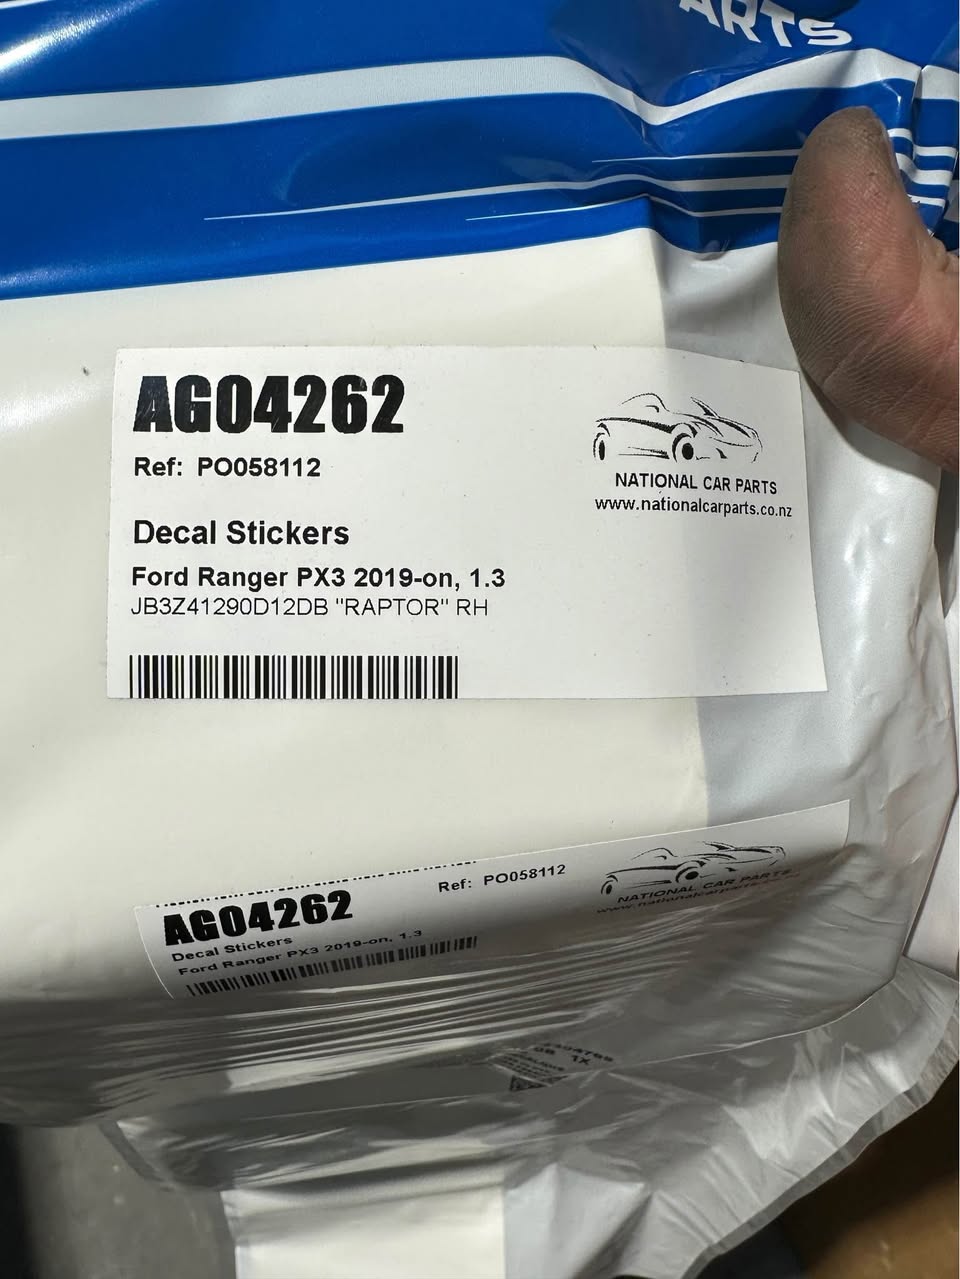 ARTS
AG04262
Ref: PO058112
NATIONAL CAR PARTS
www.nationalcarparts.co.nz
Decal Stickers
Ford Ranger PX3 2019-on, 1.3
JB3Z41290D12DB "RAPTOR" RH
AG04262
Ref: PO058112
NATIONAL CAR PARTS
Decal Stickers
Ford Ranger PX3 2019-on, 1.3